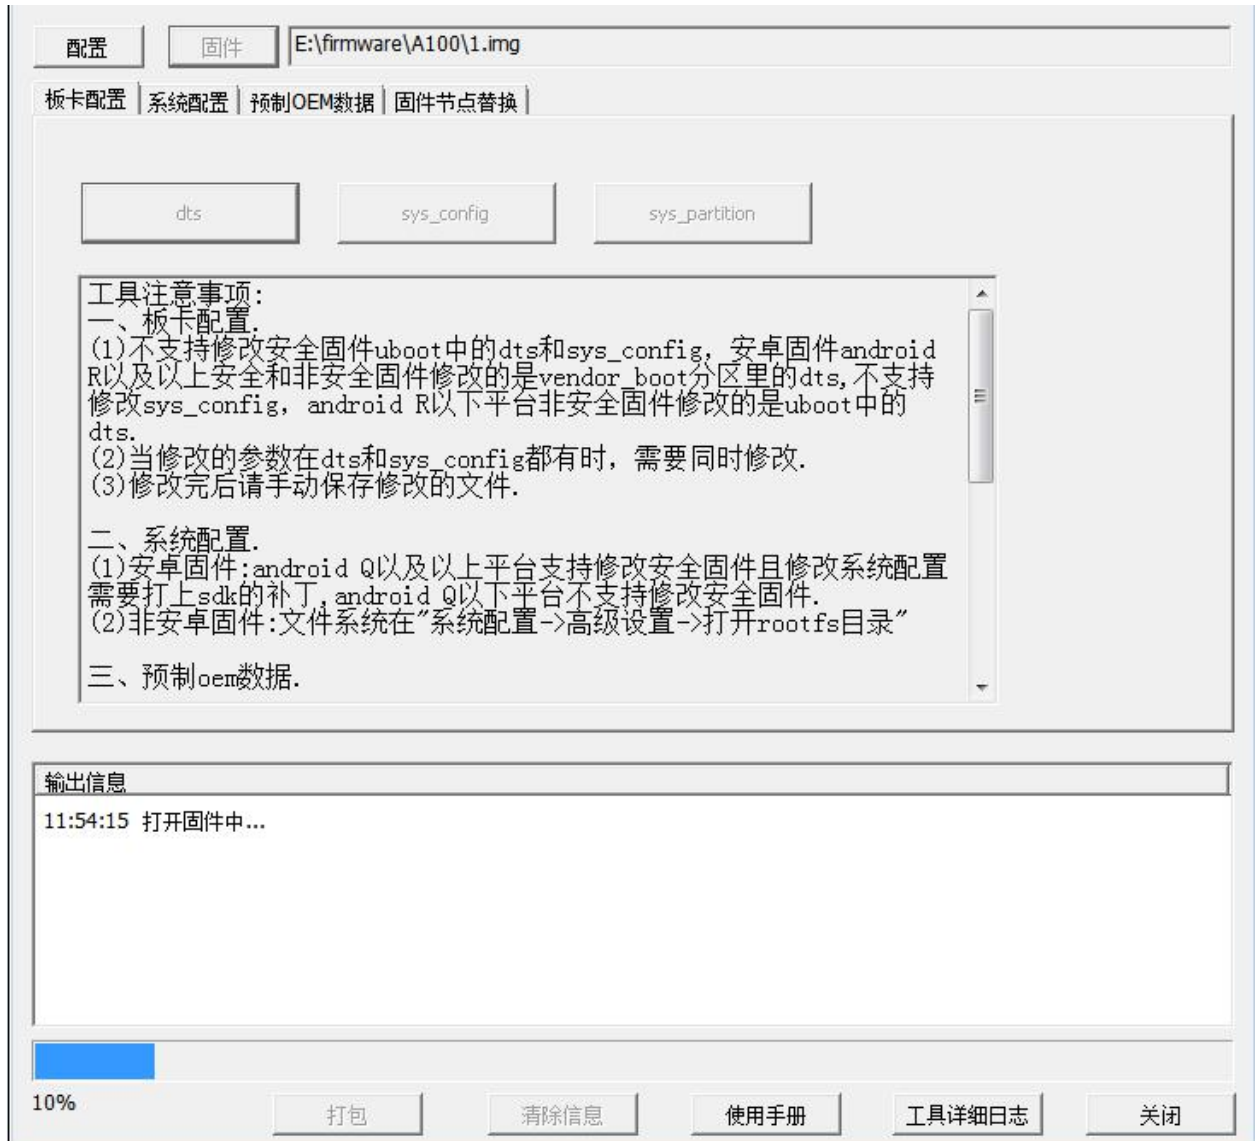 配置 固件 E:\firmware\A100\1.img
板卡配置 系统配置 预制OEM数据 固件节点替换
dts sys_config sys_partition
工具注意事项:
一、板卡配置.
(1)不支持修改安全固件uboot中的dts和sys_config, 安卓固件android
R以及以上安全和非安全固件修改的是vendor_boot分区里的dts,不支持
修改sys_config, android R以下平台非安全固件修改的是uboot中的
dts.
(2)当修改的参数在dts和sys_config都有时, 需要同时修改.
(3)修改完后请手动保存修改的文件.
二、系统配置.
(1)安卓固件:android Q以及以上平台支持修改安全固件且修改系统配置
需要打上sdk的补丁,android Q以下平台不支持修改安全固件.
(2)非安卓固件:文件系统在"系统配置->高级设置->打开rootfs目录"
三、预制oem数据.
输出信息
11:54:15 打开固件中...
10%
打包 清除信息 使用手册 工具详细日志 关闭